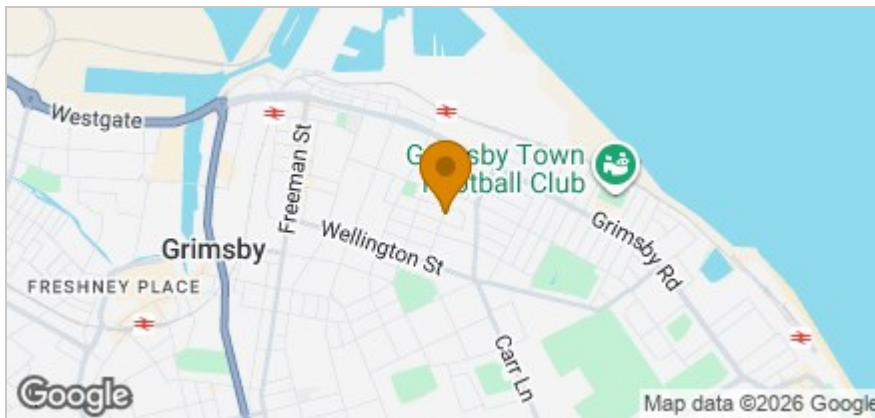 Westgate
Freeman St
Grimsby Town
Football Club
Grimsby Rd
Wellington St
Grimsby
FRESHNEY PLACE
Carr Ln
Google
Map data ©2026 Google